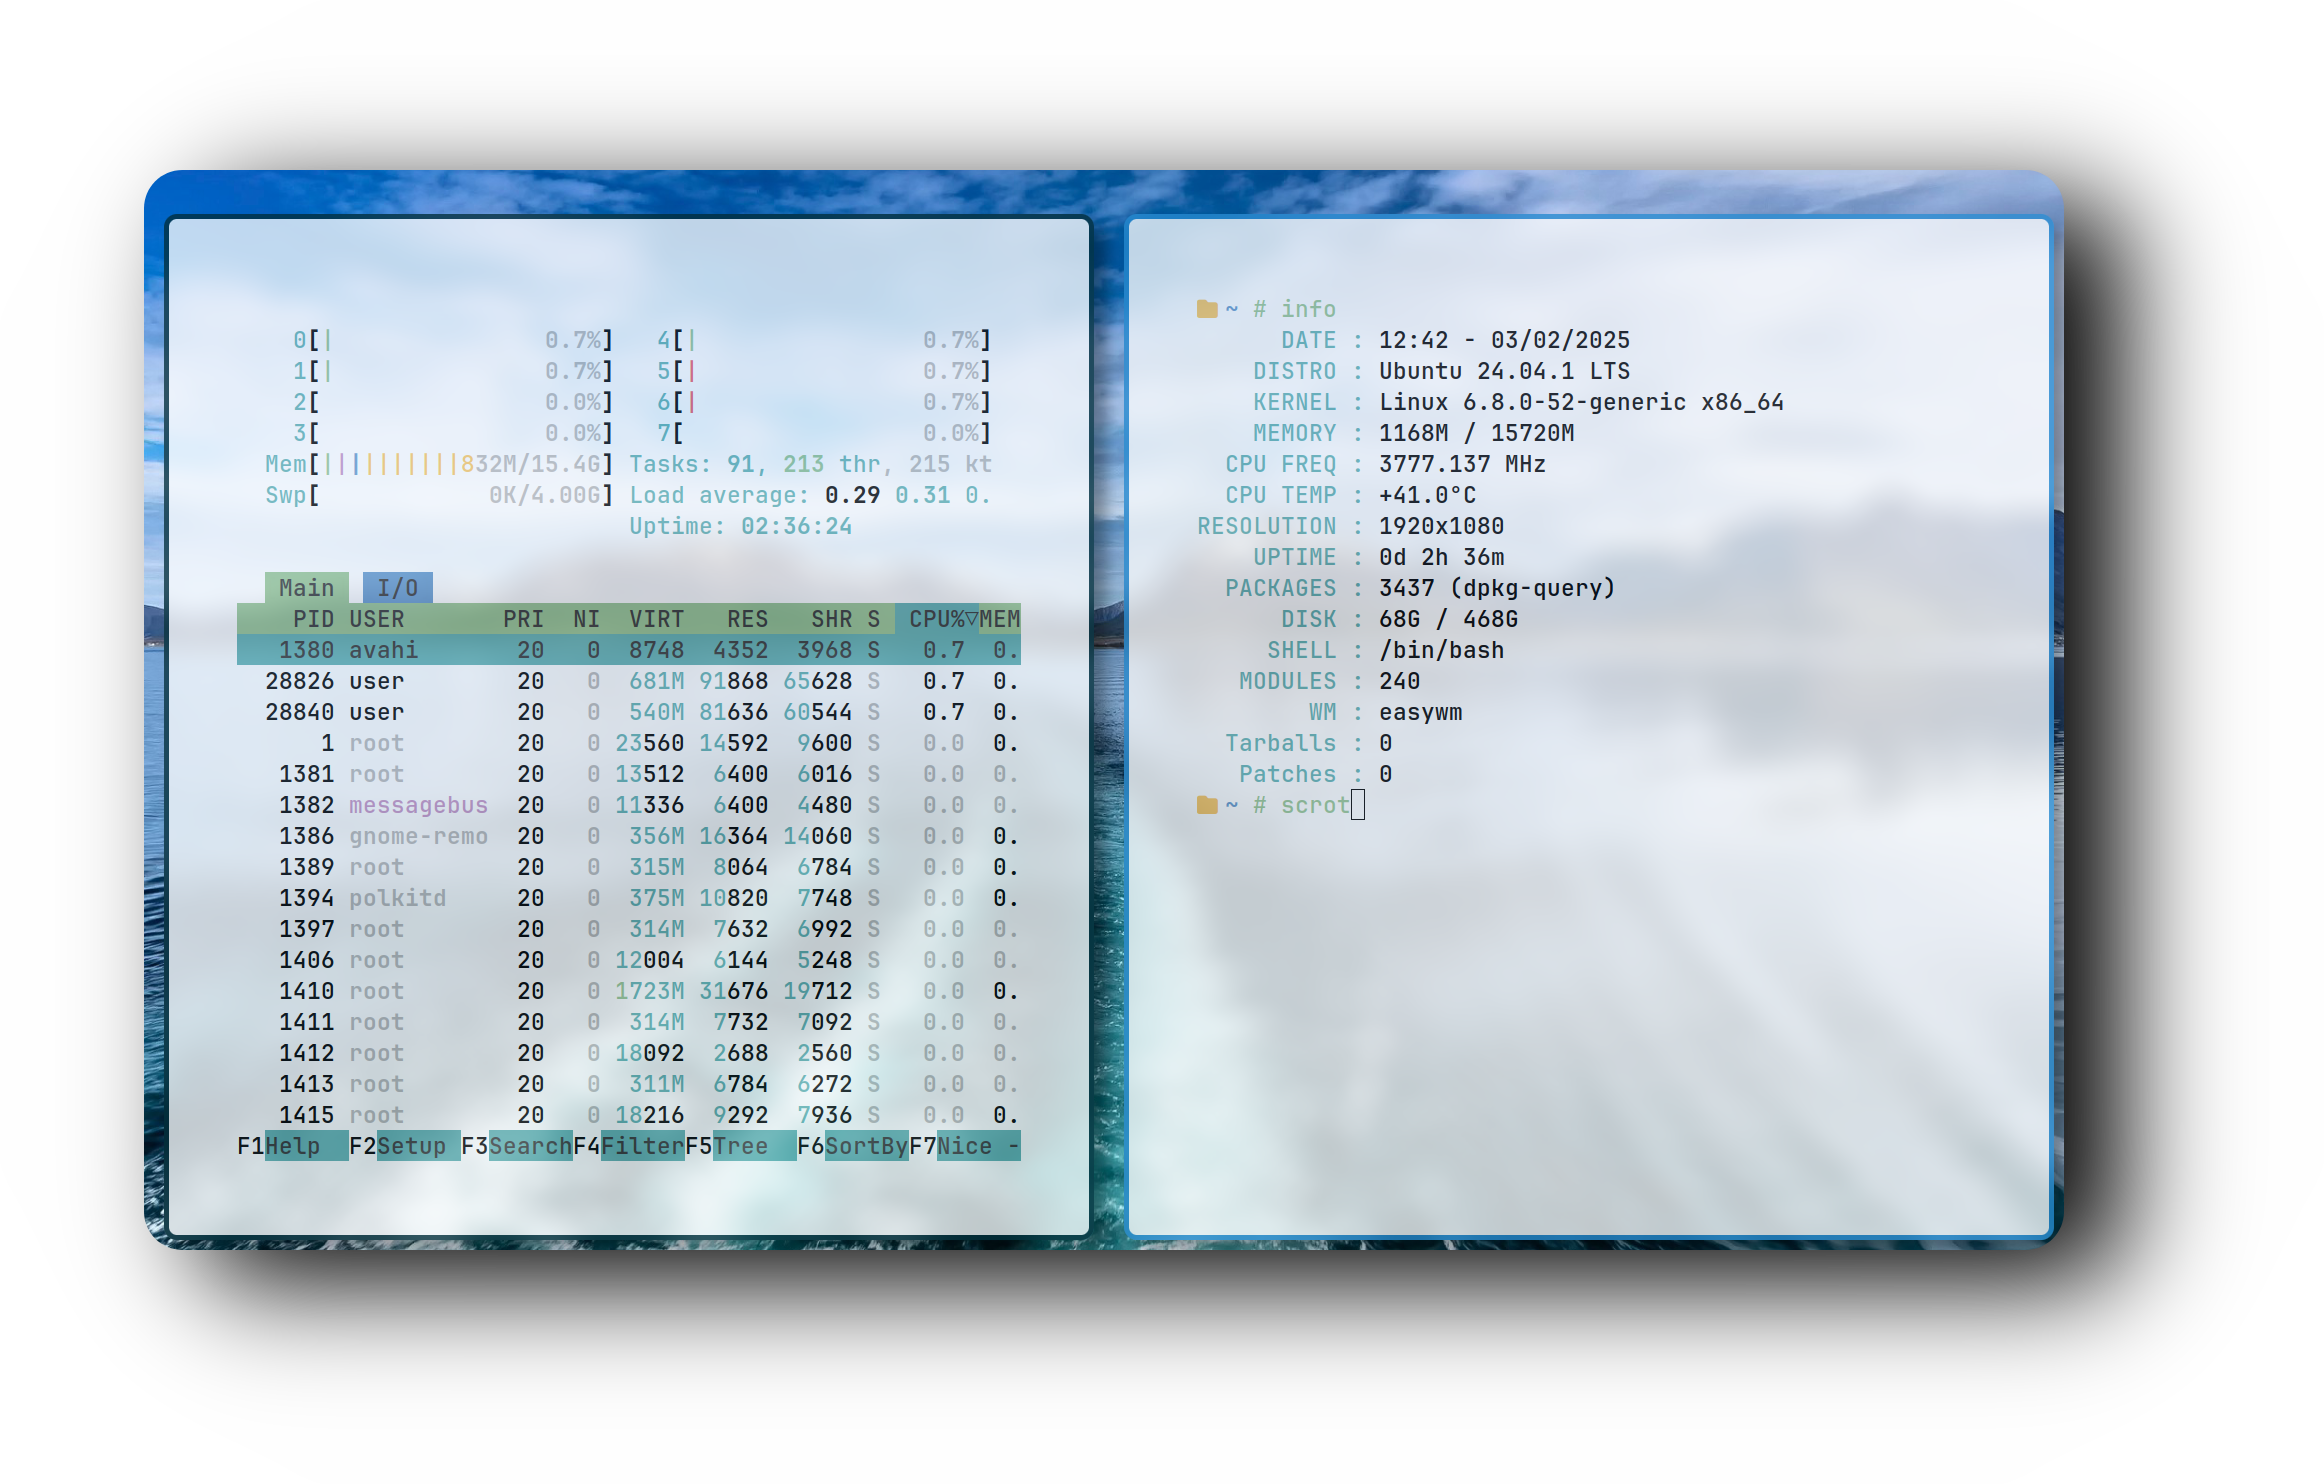 0[| 0.7%] 4[| 0.7%]
1[| 0.7%] 5[| 0.7%]
2[ 0.0%] 6[| 0.7%]
3[ 0.0%] 7[ 0.0%]
Mem[||||||||||832M/15.4G] Tasks: 91, 213 thr, 215 kt
Swp[ 0K/4.00G] Load average: 0.29 0.31 0.
Uptime: 02:36:24
Main I/O
PID USER PRI NI VIRT RES SHR S CPU%▽MEM
1380 avahi 20 0 8748 4352 3968 S 0.7 0.
28826 user 20 0 681M 91868 65628 S 0.7 0.
28840 user 20 0 540M 81636 60544 S 0.7 0.
1 root 20 0 23560 14592 9600 S 0.0 0.
1381 root 20 0 13512 6400 6016 S 0.0 0.
1382 messagebus 20 0 11336 6400 4480 S 0.0 0.
1386 gnome-remo 20 0 356M 16364 14060 S 0.0 0.
1389 root 20 0 315M 8064 6784 S 0.0 0.
1394 polkitd 20 0 375M 10820 7748 S 0.0 0.
1397 root 20 0 314M 7632 6992 S 0.0 0.
1406 root 20 0 12004 6144 5248 S 0.0 0.
1410 root 20 0 1723M 31676 19712 S 0.0 0.
1411 root 20 0 314M 7732 7092 S 0.0 0.
1412 root 20 0 18092 2688 2560 S 0.0 0.
1413 root 20 0 311M 6784 6272 S 0.0 0.
1415 root 20 0 18216 9292 7936 S 0.0 0.
F1Help F2Setup F3SearchF4FilterF5Tree F6SortByF7Nice -
~ # info
DATE : 12:42 - 03/02/2025
DISTRO : Ubuntu 24.04.1 LTS
KERNEL : Linux 6.8.0-52-generic x86_64
MEMORY : 1168M / 15720M
CPU FREQ : 3777.137 MHz
CPU TEMP : +41.0°C
RESOLUTION : 1920x1080
UPTIME : 0d 2h 36m
PACKAGES : 3437 (dpkg-query)
DISK : 68G / 468G
SHELL : /bin/bash
MODULES : 240
WM : easywm
Tarballs : 0
Patches : 0
~ # scrot